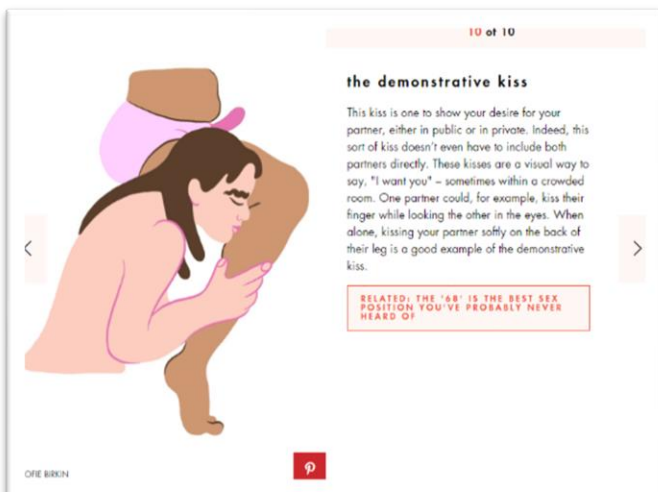 10 of 10
the demonstrative kiss
This kiss is one to show your desire for your
partner, either in public or in private. Indeed, this
sort of kiss doesn't even have to include both
partners directly. These kisses are a visual way to
say, "I want you" – sometimes within a crowded
room. One partner could, for example, kiss their
finger while looking the other in the eyes. When
alone, kissing your partner softly on the back of
their leg is a good example of the demonstrative
kiss.
RELATED: THE '68' IS THE BEST SEX
POSITION YOU'VE PROBABLY NEVER
HEARD OF
OFIE BIRKIN